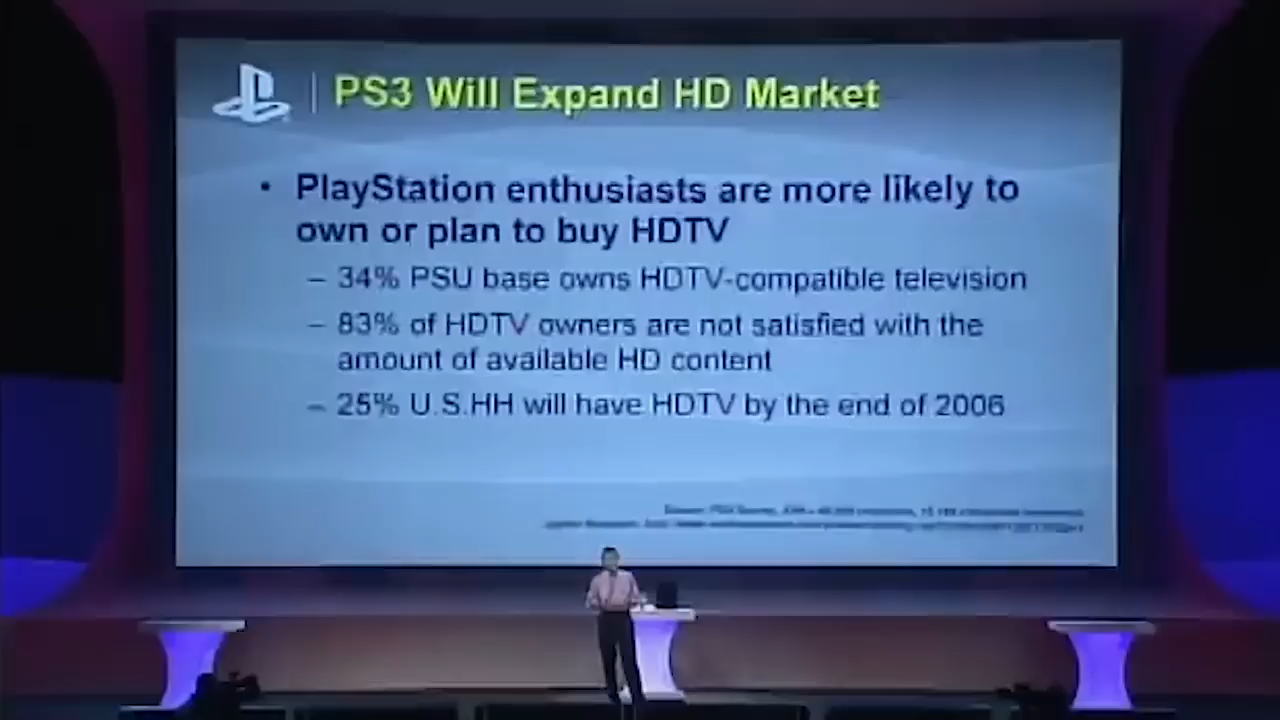 PS3 Will Expand HD Market
• PlayStation enthusiasts are more likely to
own or plan to buy HDTV
– 34% PSU base owns HDTV-compatible television
– 83% of HDTV owners are not satisfied with the
amount of available HD content
– 25% U.S.HH will have HDTV by the end of 2006